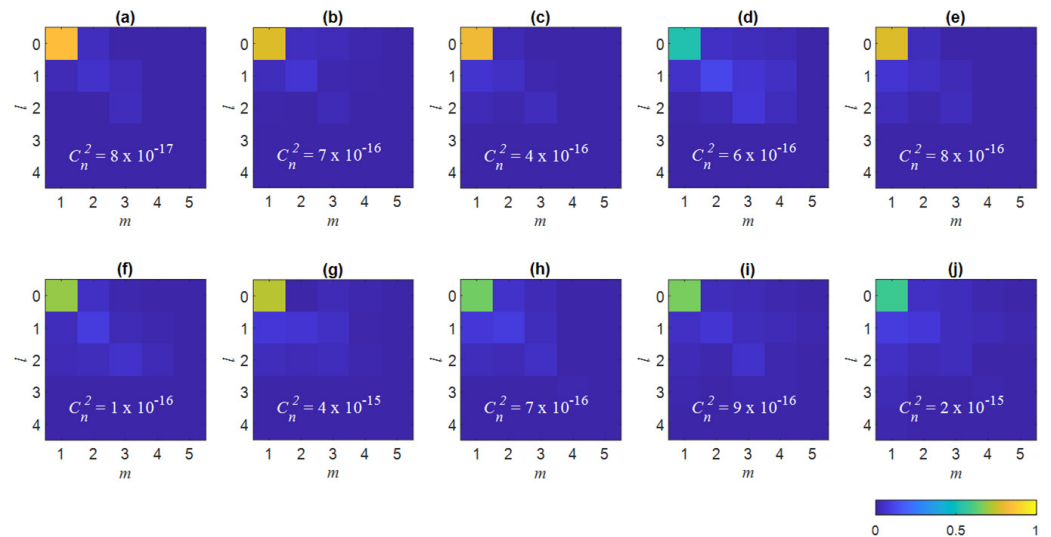 (a) (b) (c) (d) (e)
0 0 0 0 0
1 1 1 1 1
l l l l l
2 2 2 2 2
3 3 3 3 3
C_n^2 = 8 x 10^-17 C_n^2 = 7 x 10^-16 C_n^2 = 4 x 10^-16 C_n^2 = 6 x 10^-16 C_n^2 = 8 x 10^-16
4 4 4 4 4
1 2 3 4 5 1 2 3 4 5 1 2 3 4 5 1 2 3 4 5 1 2 3 4 5
m m m m m
(f) (g) (h) (i) (j)
0 0 0 0 0
1 1 1 1 1
l l l l l
2 2 2 2 2
3 3 3 3 3
C_n^2 = 1 x 10^-16 C_n^2 = 4 x 10^-15 C_n^2 = 7 x 10^-16 C_n^2 = 9 x 10^-16 C_n^2 = 2 x 10^-15
4 4 4 4 4
1 2 3 4 5 1 2 3 4 5 1 2 3 4 5 1 2 3 4 5 1 2 3 4 5
m m m m m
0 0.5 1